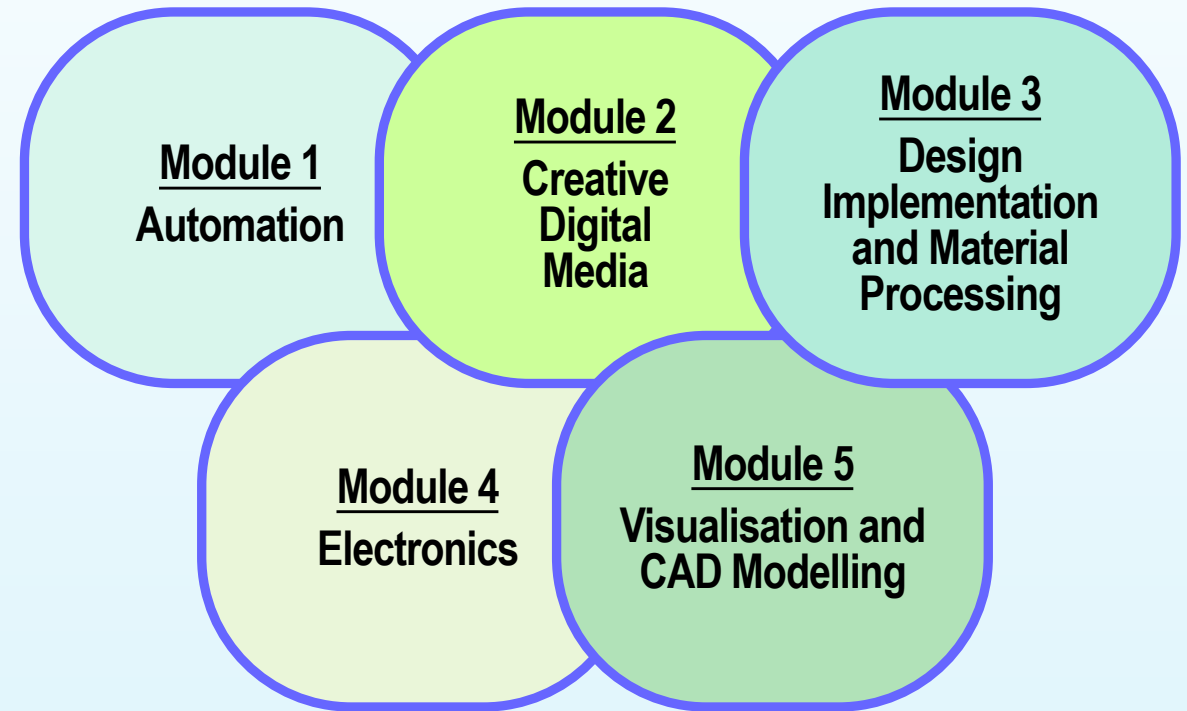 Module 1
Automation
Module 2
Creative
Digital
Media
Module 3
Design
Implementation
and Material
Processing
Module 4
Electronics
Module 5
Visualisation and
CAD Modelling